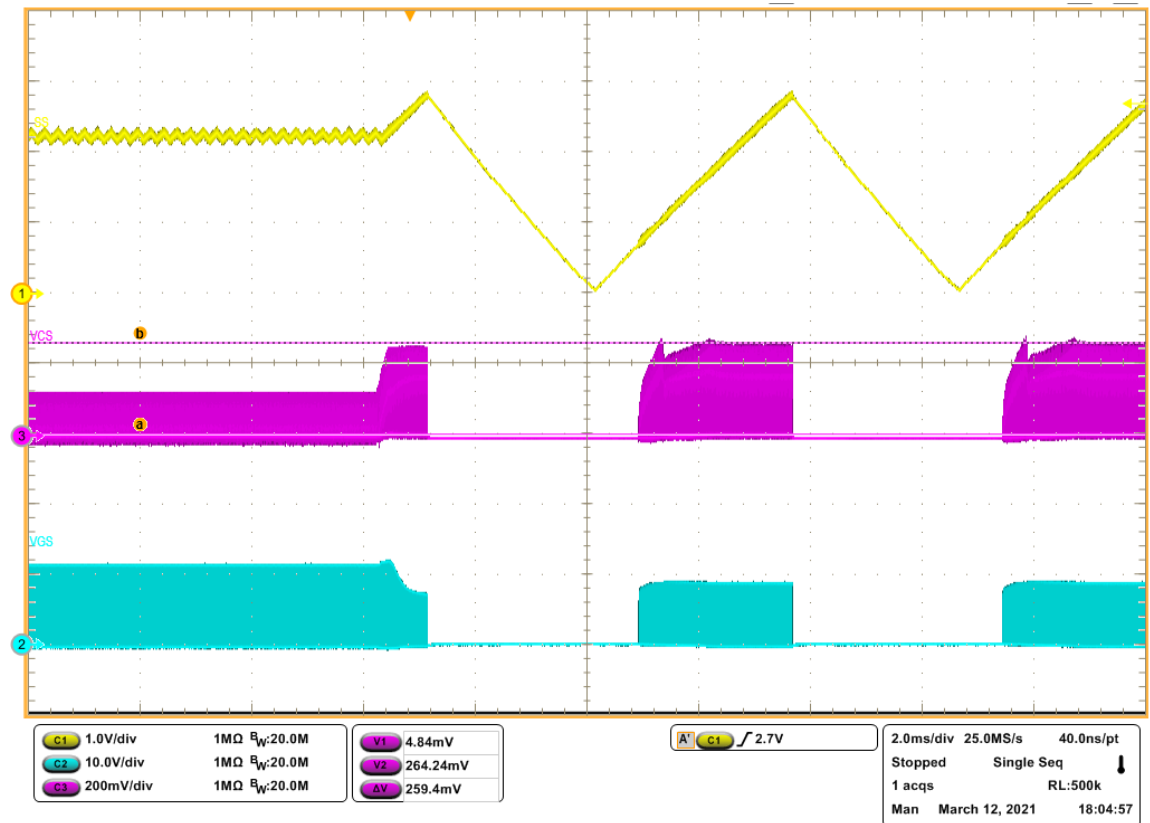 SS
1
b
VCS
a
3
VGS
2
C1 1.0V/div 1MΩ BW:20.0M
C2 10.0V/div 1MΩ BW:20.0M
C3 200mV/div 1MΩ BW:20.0M
V1 4.84mV
V2 264.24mV
ΔV 259.4mV
A' C1 2.7V
2.0ms/div 25.0MS/s 40.0ns/pt
Stopped Single Seq
1 acqs RL:500k
Man March 12, 2021 18:04:57